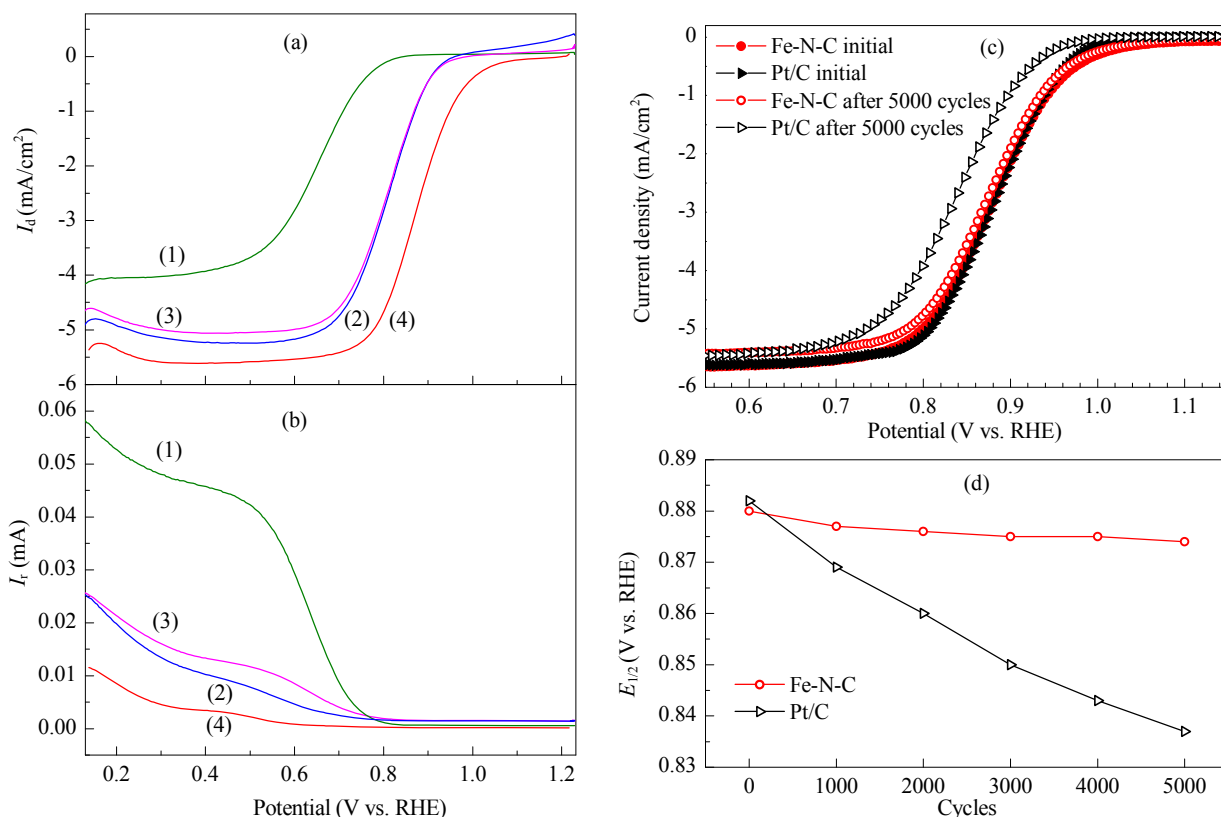 (a)
0
-1
-2
-3
-4
-5
-6
I_d (mA/cm²)
(1)
(3)
(2)
(4)
(b)
0.06
0.05
0.04
0.03
0.02
0.01
0.00
I_r (mA)
(1)
(3)
(2)
(4)
0.2 0.4 0.6 0.8 1.0 1.2
Potential (V vs. RHE)
(c)
Fe-N-C initial
Pt/C initial
Fe-N-C after 5000 cycles
Pt/C after 5000 cycles
0
-1
-2
-3
-4
-5
-6
Current density (mA/cm²)
0.6 0.7 0.8 0.9 1.0 1.1
Potential (V vs. RHE)
(d)
0.89
0.88
0.87
0.86
0.85
0.84
0.83
E_1/2 (V vs. RHE)
Fe-N-C
Pt/C
0 1000 2000 3000 4000 5000
Cycles